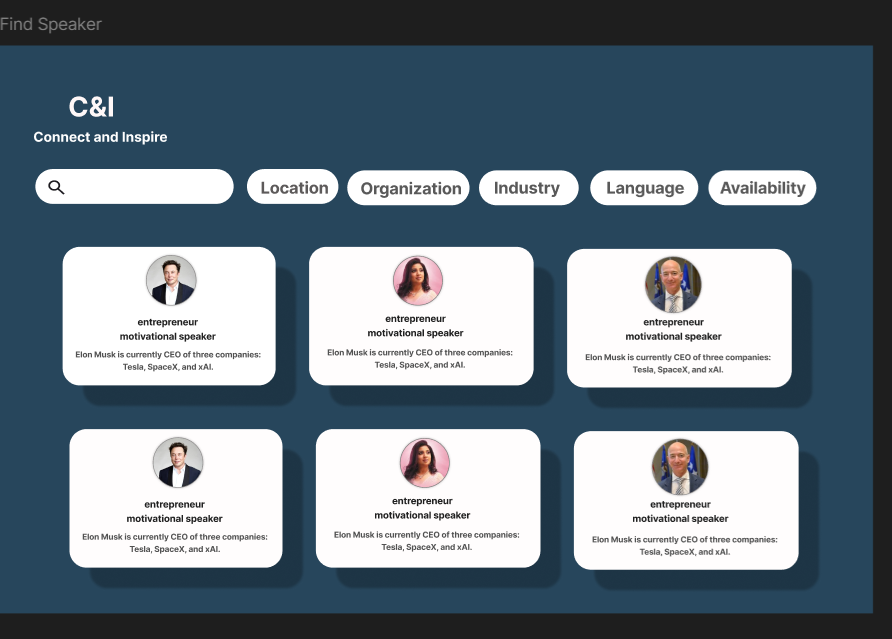 Find Speaker
C&I
Connect and Inspire
Location
Organization
Industry
Language
Availability
entrepreneur
motivational speaker
Elon Musk is currently CEO of three companies:
Tesla, SpaceX, and xAI.
entrepreneur
motivational speaker
Elon Musk is currently CEO of three companies:
Tesla, SpaceX, and xAI.
entrepreneur
motivational speaker
Elon Musk is currently CEO of three companies:
Tesla, SpaceX, and xAI.
entrepreneur
motivational speaker
Elon Musk is currently CEO of three companies:
Tesla, SpaceX, and xAI.
entrepreneur
motivational speaker
Elon Musk is currently CEO of three companies:
Tesla, SpaceX, and xAI.
entrepreneur
motivational speaker
Elon Musk is currently CEO of three companies:
Tesla, SpaceX, and xAI.